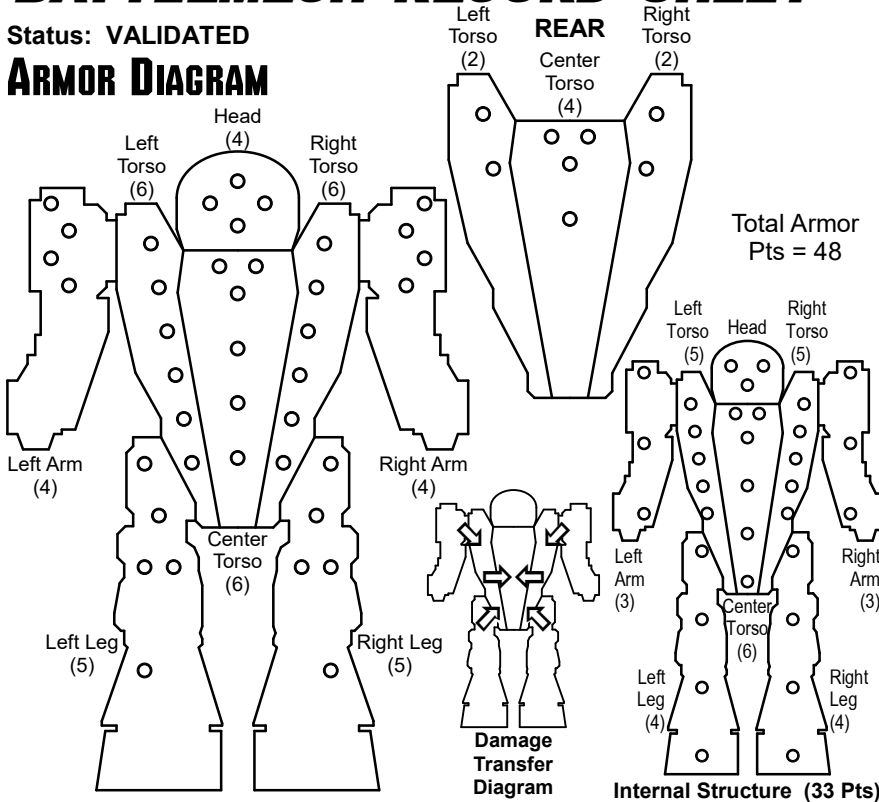 BATTLEMECH RECORD SHEET
Status: VALIDATED
ARMOR DIAGRAM
Head
(4)
Left
Torso
(6)
Right
Torso
(6)
Left Arm
(4)
Right Arm
(4)
Center
Torso
(6)
Left Leg
(5)
Right Leg
(5)
REAR
Left
Torso
(2)
Center
Torso
(4)
Right
Torso
(2)
Total Armor
Pts = 48
Damage
Transfer
Diagram
Left
Torso
(5)
Head
Right
Torso
(5)
Left
Arm
(3)
Right
Arm
(3)
Center
Torso
(6)
Left
Leg
(4)
Right
Leg
(4)
Internal Structure (33 Pts)